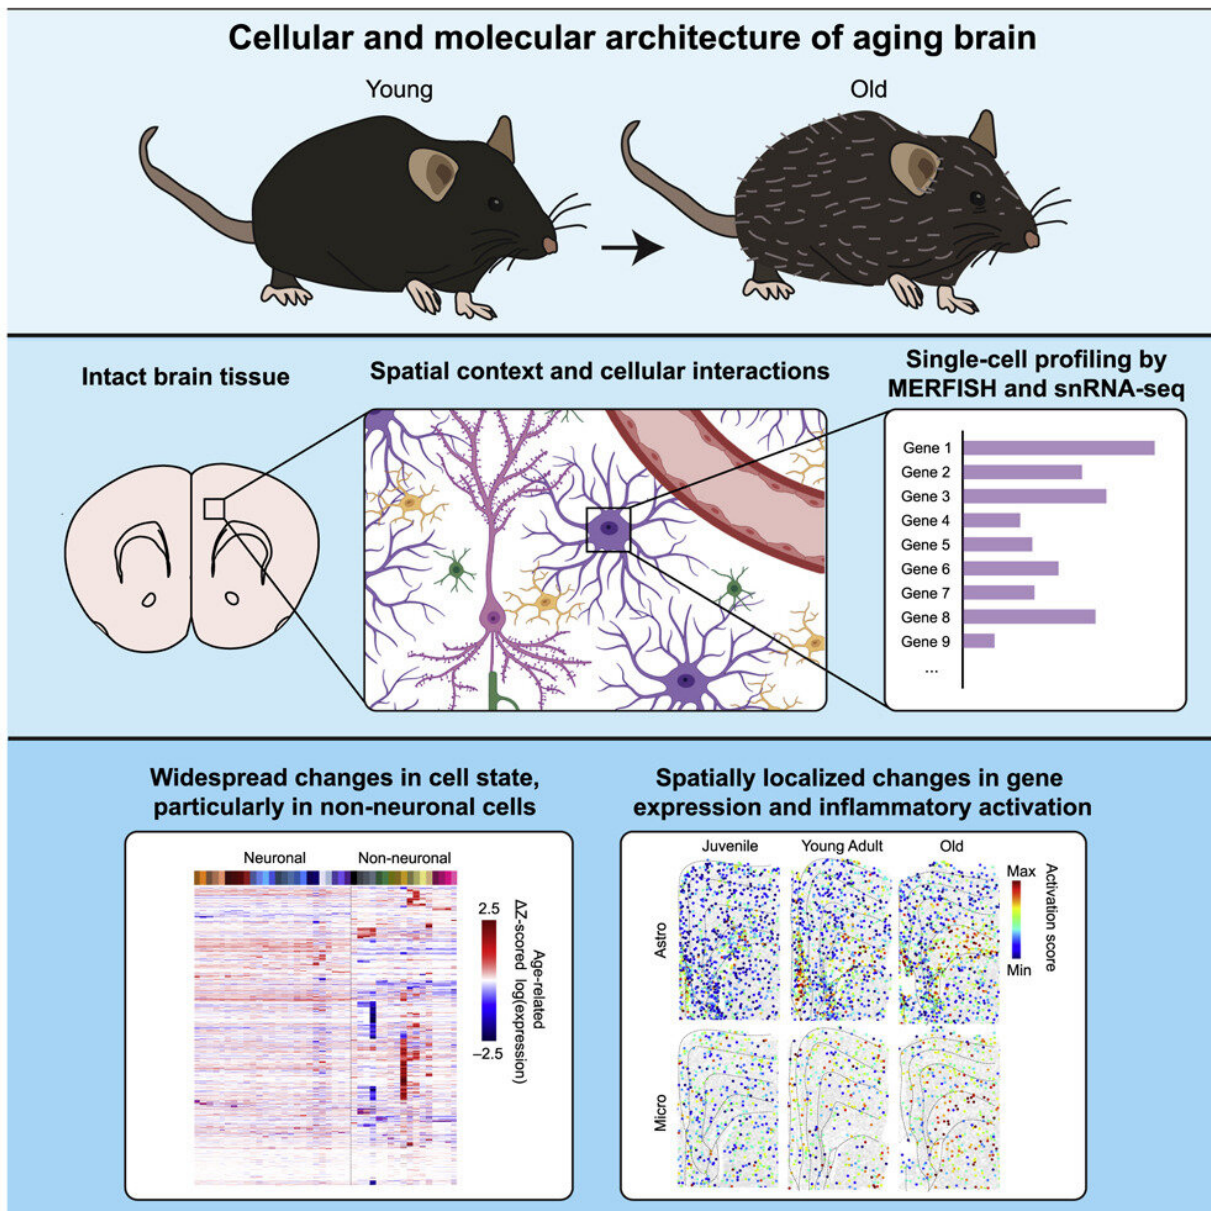 Cellular and molecular architecture of aging brain
Young
Old
Intact brain tissue
Spatial context and cellular interactions
Single-cell profiling by
MERFISH and snRNA-seq
Gene 1
Gene 2
Gene 3
Gene 4
Gene 5
Gene 6
Gene 7
Gene 8
Gene 9
...
Widespread changes in cell state,
particularly in non-neuronal cells
Neuronal
Non-neuronal
2.5
−2.5
Age-related
ΔZ-scored log(expression)
Spatially localized changes in gene
expression and inflammatory activation
Juvenile
Young Adult
Old
Astro
Micro
Max
Min
Activation score